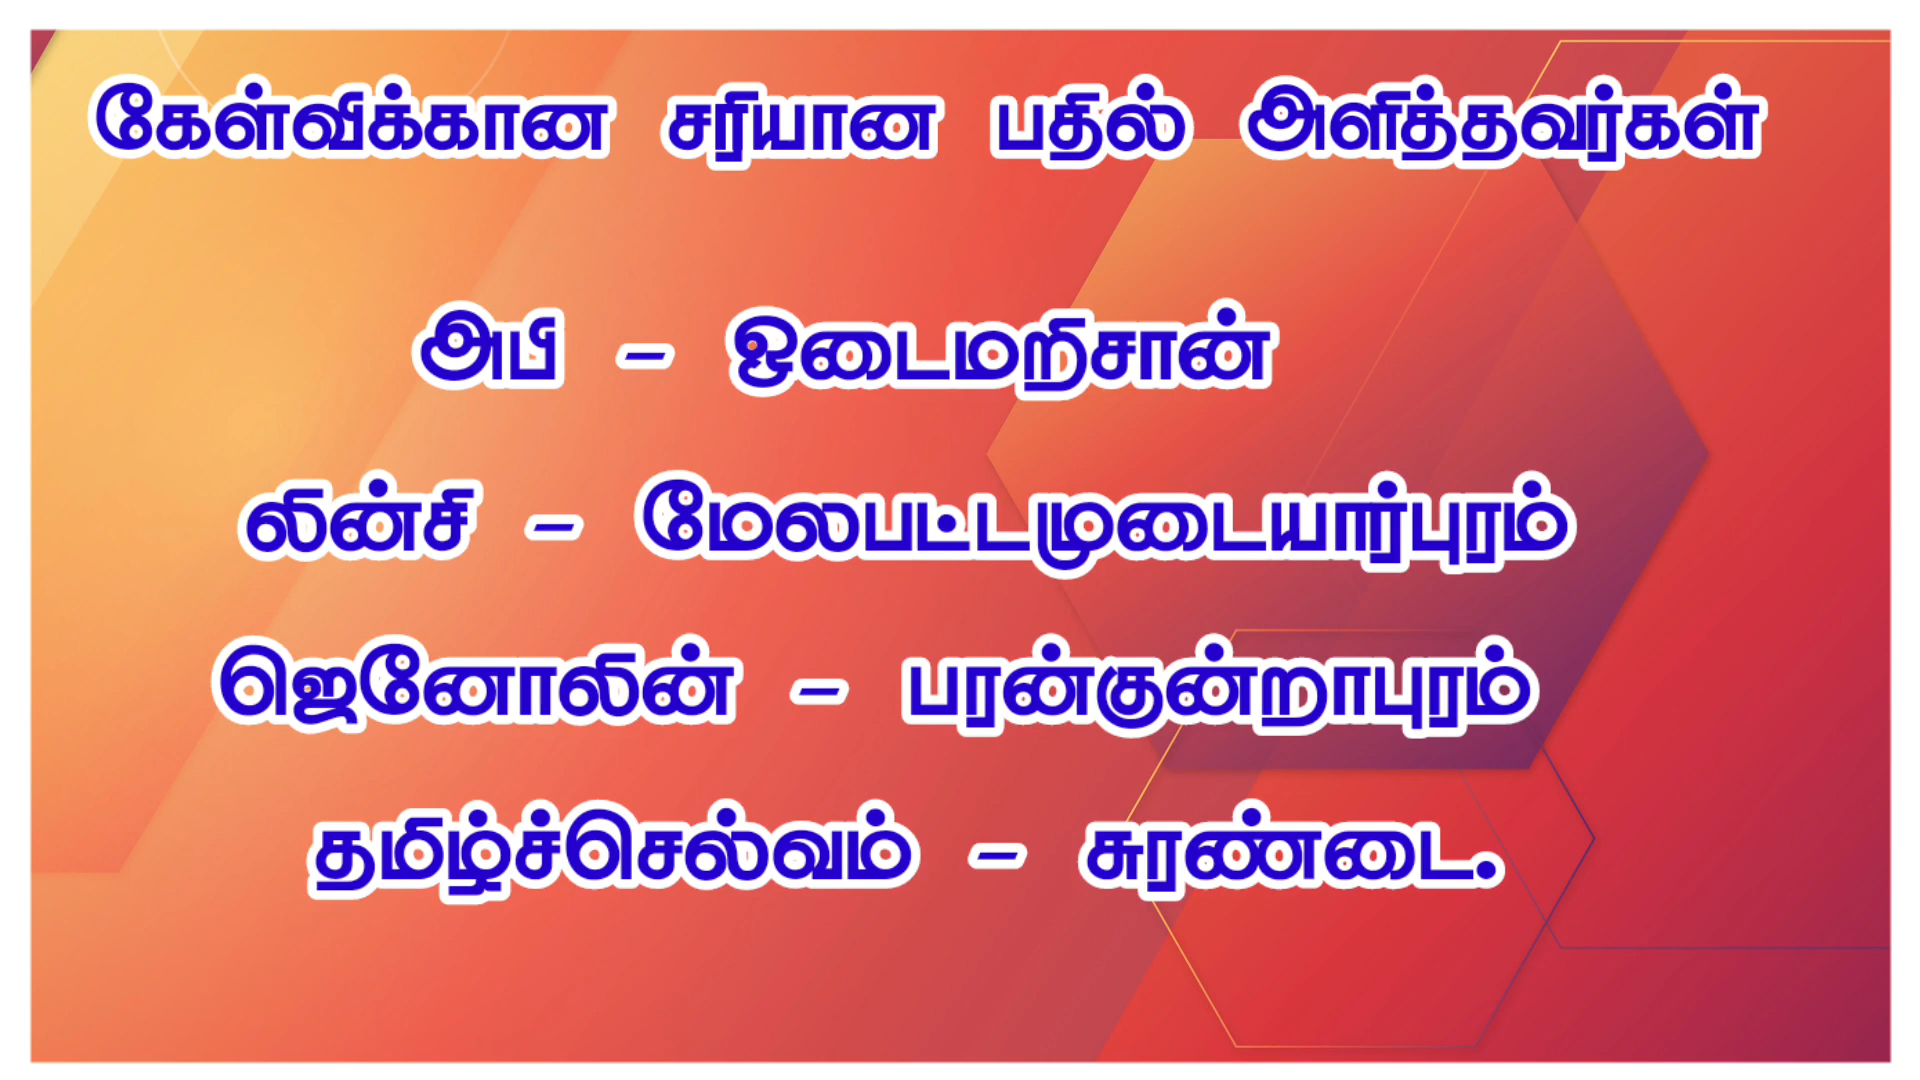 கேள்விக்கான சரியான பதில் அளித்தவர்கள்
அபி - ஓடைமறிசான்
லின்சி - மேலபட்டமுடையார்புரம்
ஜெனோலின் - பரன்குன்றாபுரம்
தமிழ்ச்செல்வம் - சுரண்டை.